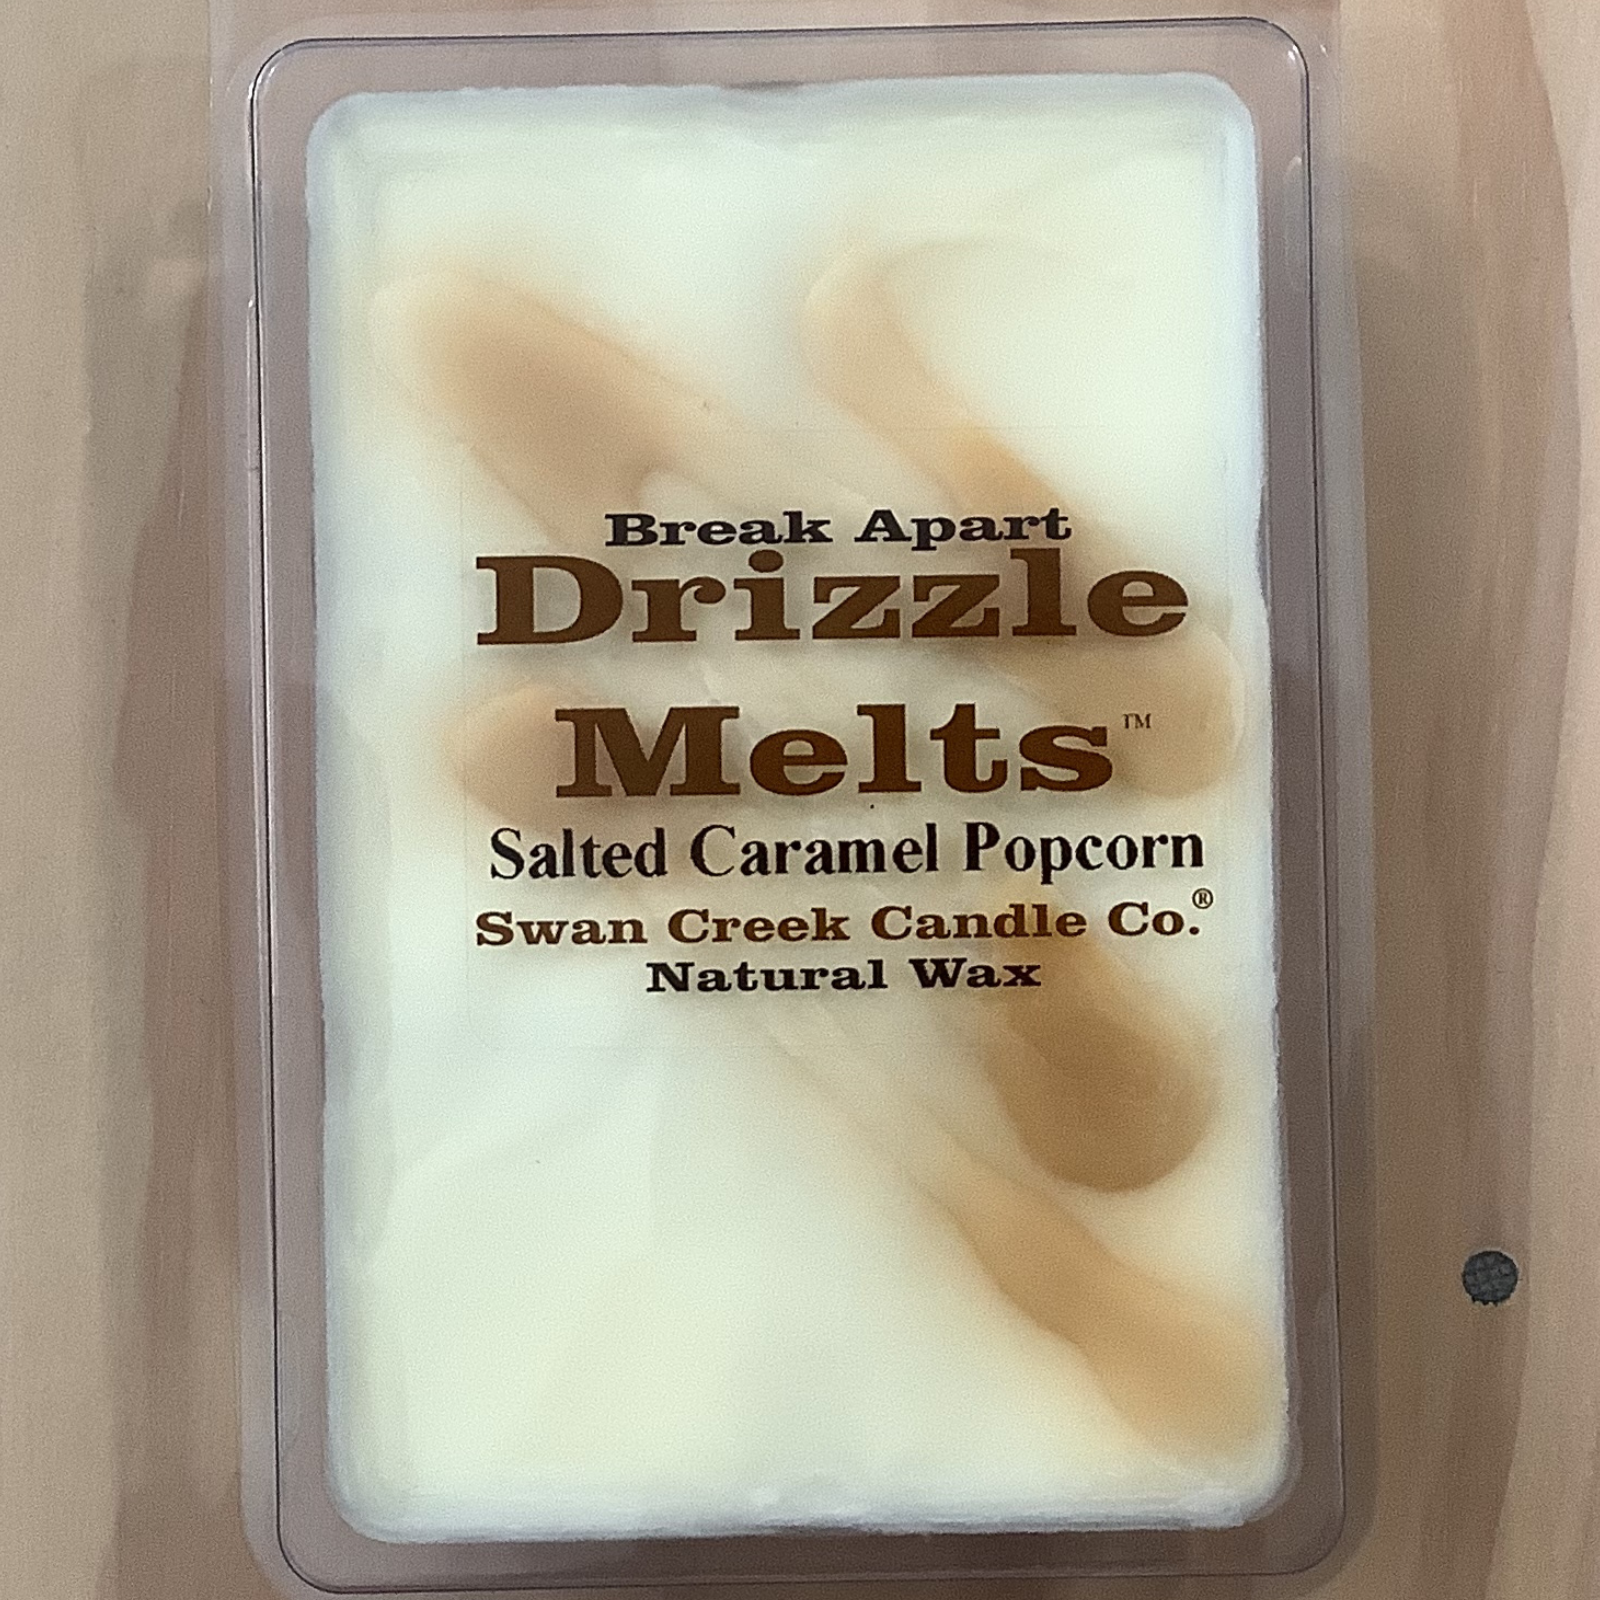 Break Apart
Drizzle
Melts™
Salted Caramel Popcorn
Swan Creek Candle Co.®
Natural Wax